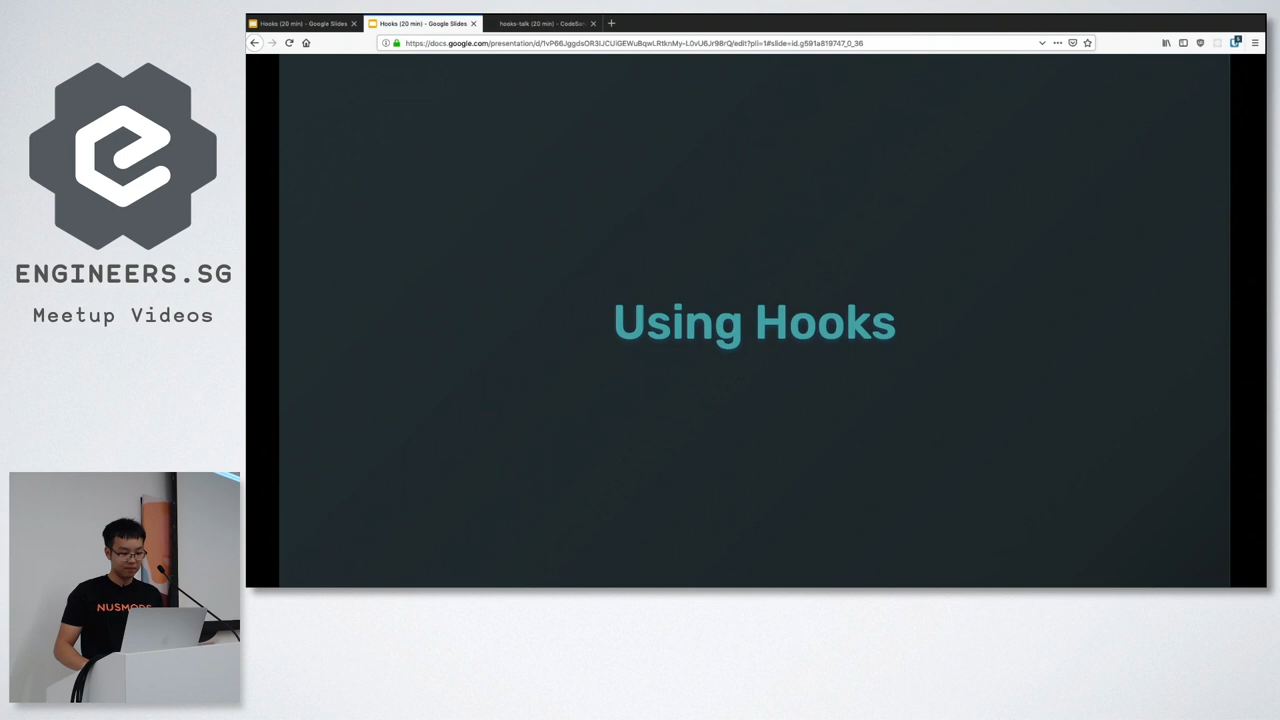 Hooks (20 min) - Google Slides
Hooks (20 min) - Google Slides
hooks-talk (20 min) - CodeSan
ENGINEERS.SG
Meetup Videos
Using Hooks
NUSMODS